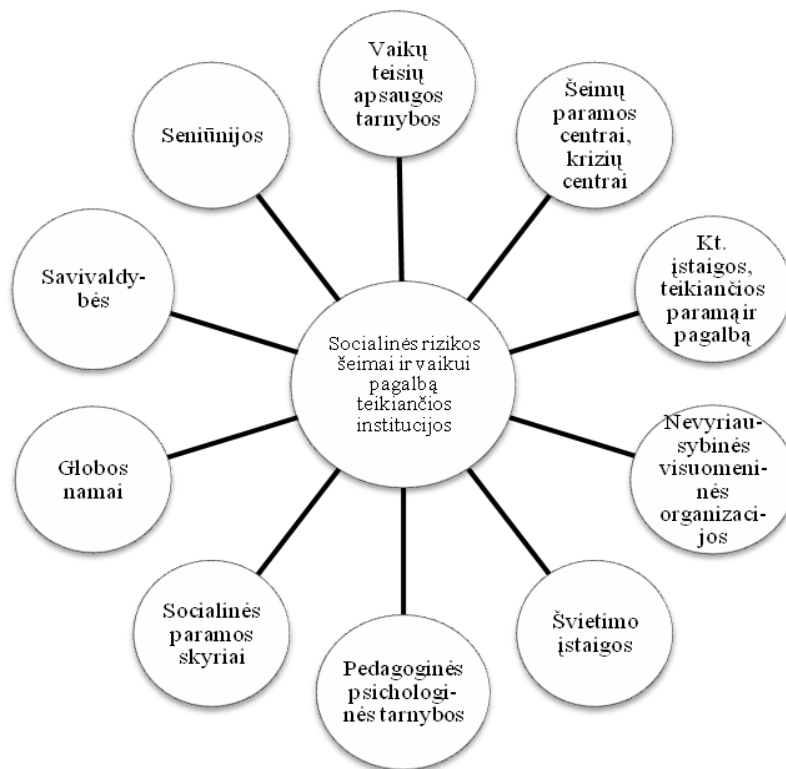 Vaikų
teisių
apsaugos
tarnybos
Šeimų
paramos
centrai,
krizių
centrai
Kt.
įstaigos,
teikiančios
paramą ir
pagalbą
Nevyriau-
sybinės
visuomeni-
nės
organizaci-
jos
Švietimo
įstaigos
Pedagoginės
psichologi-
nės tarnybos
Socialinės
paramos
skyriai
Globos
namai
Savivaldy-
bės
Seniūnijos
Socialinės rizikos
šeimai ir vaikui
pagalbą
teikiančios
institucijos